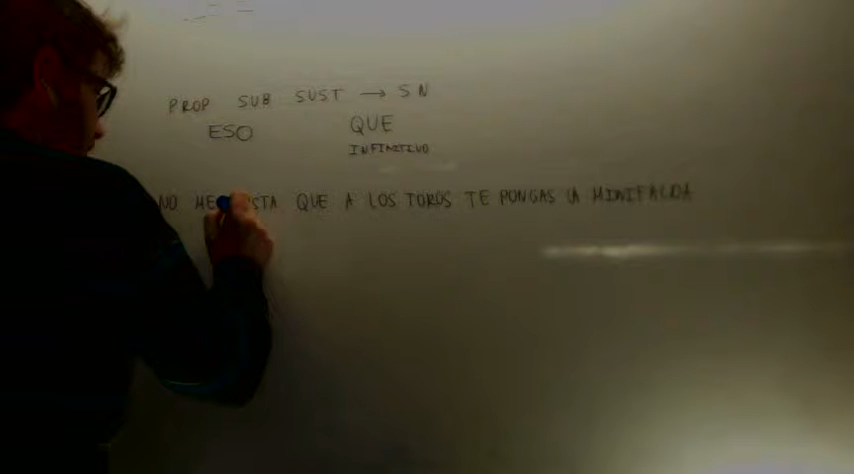 PROP SUB SUST → SN
ESO QUE
INFINITIVO
NO ME QUE A LOS TOROS TE PONGAS LA MINIFALDA